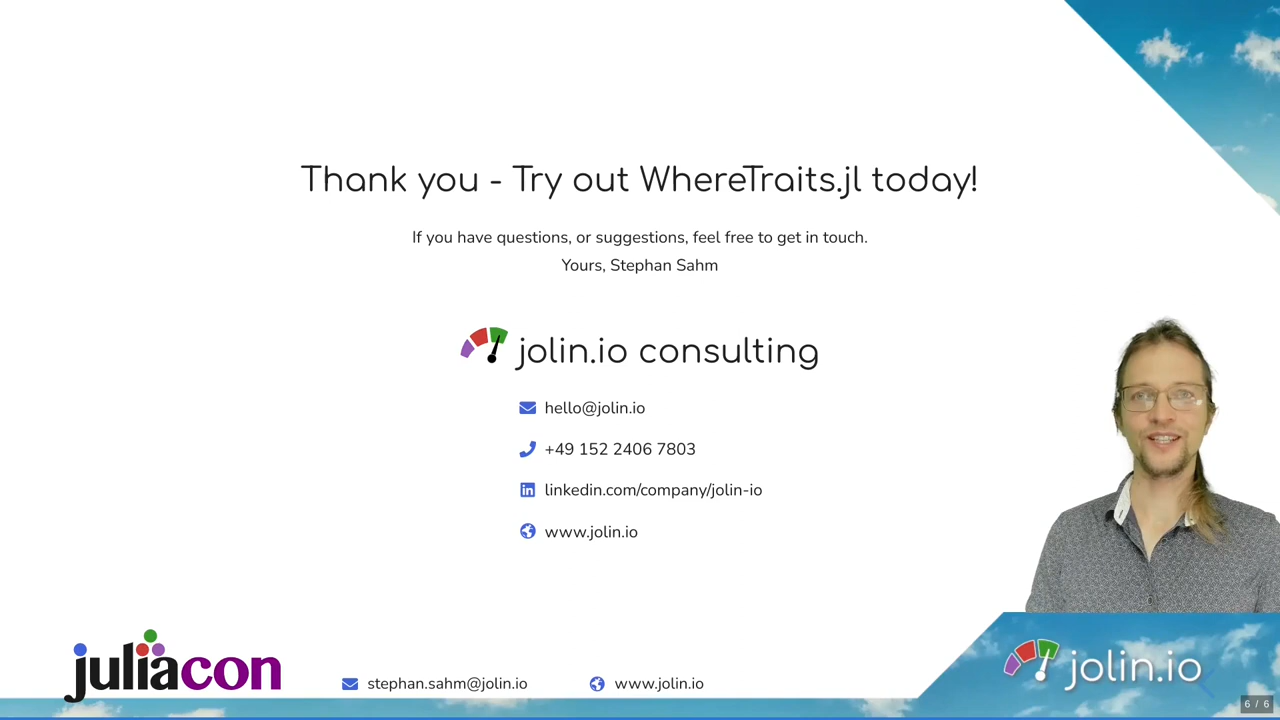 Thank you - Try out WhereTraits.jl today!
If you have questions, or suggestions, feel free to get in touch.
Yours, Stephan Sahm
jolin.io consulting
hello@jolin.io
+49 152 2406 7803
linkedin.com/company/jolin-io
www.jolin.io
juliacon
stephan.sahm@jolin.io
www.jolin.io
jolin.io
6 / 6